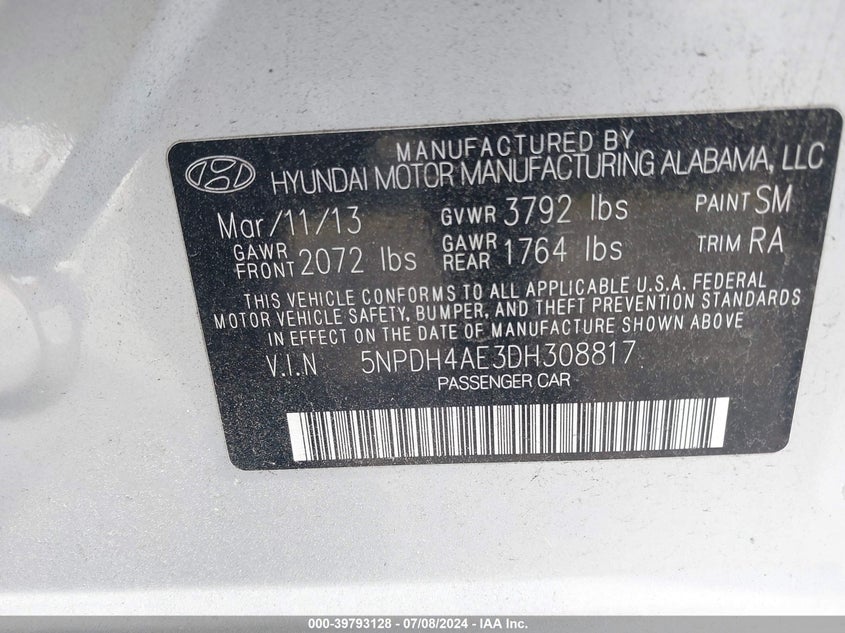 MANUFACTURED BY
HYUNDAI MOTOR MANUFACTURING ALABAMA, LLC
Mar/11/13 GVWR 3792 lbs PAINT SM
GAWR FRONT 2072 lbs GAWR REAR 1764 lbs TRIM RA
THIS VEHICLE CONFORMS TO ALL APPLICABLE U.S.A. FEDERAL
MOTOR VEHICLE SAFETY, BUMPER, AND THEFT PREVENTION STANDARDS
IN EFFECT ON THE DATE OF MANUFACTURE SHOWN ABOVE
V.I.N 5NPDH4AE3DH308817
PASSENGER CAR
000-39793128 - 07/08/2024 - IAA Inc.